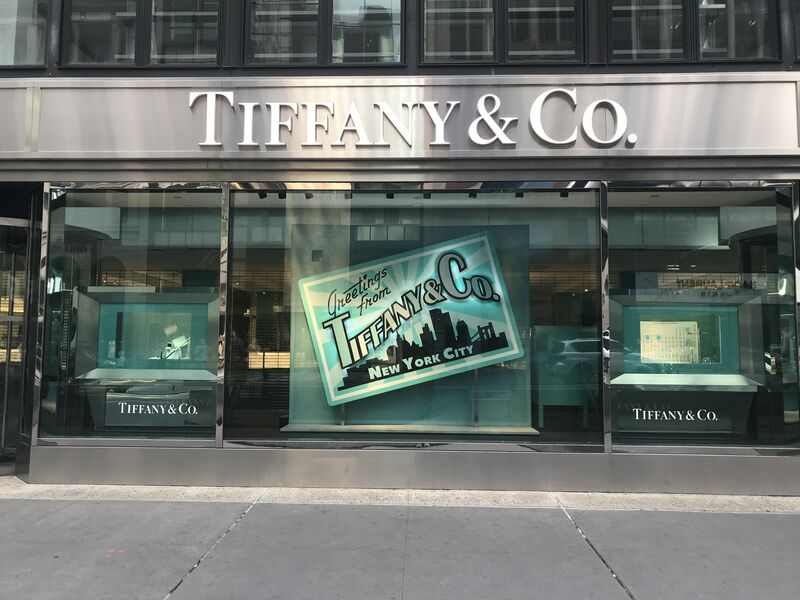 TIFFANY & CO.
Greetings
from
TIFFANY & CO.
NEW YORK CITY
TIFFANY & CO.
TIFFANY & CO.